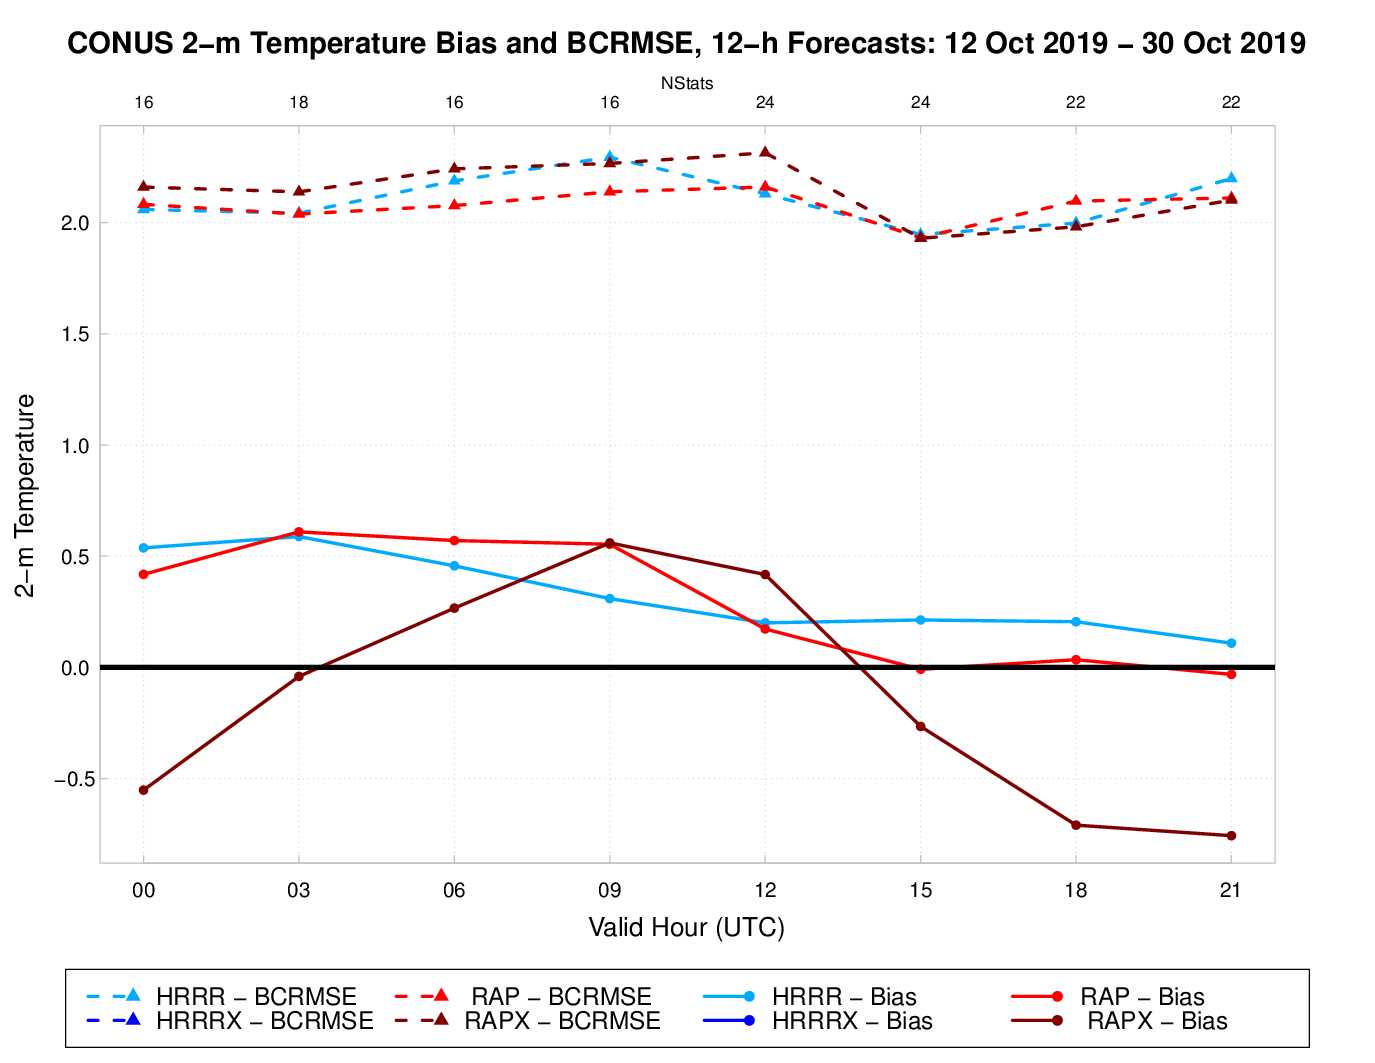 CONUS 2−m Temperature Bias and BCRMSE, 12−h Forecasts: 12 Oct 2019 − 30 Oct 2019
NStats
16 18 16 16 24 24 22 22
2.0
1.5
1.0
0.5
0.0
−0.5
2−m Temperature
00 03 06 09 12 15 18 21
Valid Hour (UTC)
HRRR − BCRMSE RAP − BCRMSE HRRR − Bias RAP − Bias
HRRRX − BCRMSE RAPX − BCRMSE HRRRX − Bias RAPX − Bias